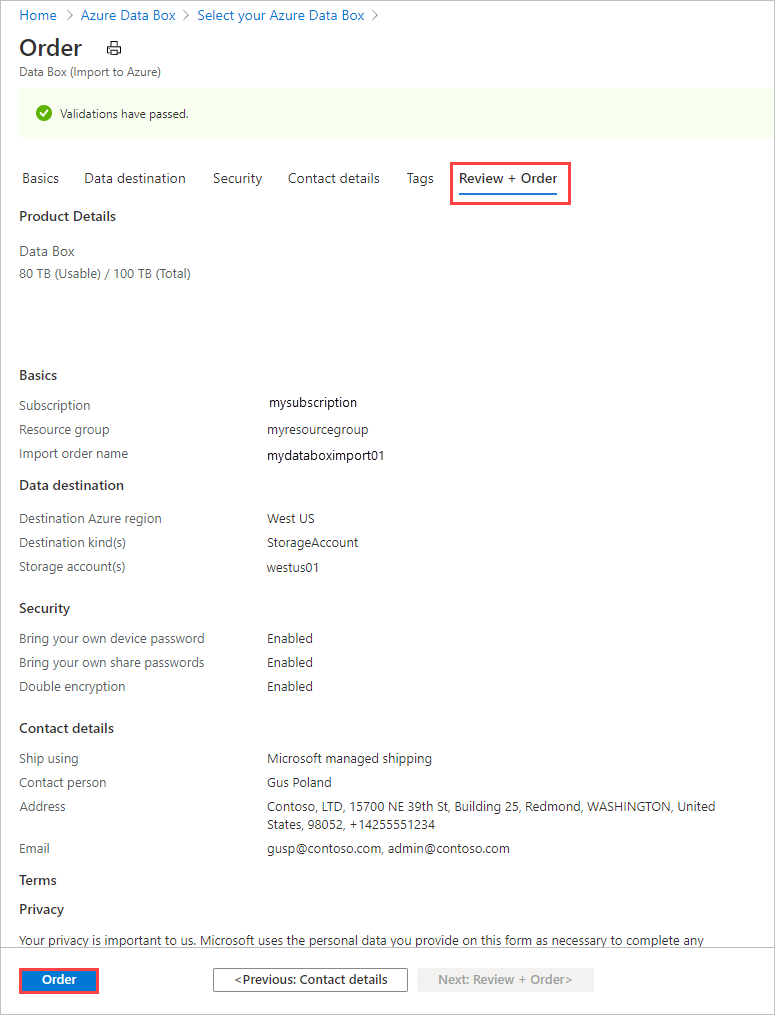 Home > Azure Data Box > Select your Azure Data Box >
Order
Data Box (Import to Azure)
Validations have passed.
Basics Data destination Security Contact details Tags Review + Order
Product Details
Data Box
80 TB (Usable) / 100 TB (Total)
Basics
Subscription mysubscription
Resource group myresourcegroup
Import order name mydataboximport01
Data destination
Destination Azure region West US
Destination kind(s) StorageAccount
Storage account(s) westus01
Security
Bring your own device password Enabled
Bring your own share passwords Enabled
Double encryption Enabled
Contact details
Ship using Microsoft managed shipping
Contact person Gus Poland
Address Contoso, LTD, 15700 NE 39th St, Building 25, Redmond, WASHINGTON, United
States, 98052, +14255551234
Email gusp@contoso.com, admin@contoso.com
Terms
Privacy
Your privacy is important to us. Microsoft uses the personal data you provide on this form as necessary to complete any
Order <Previous: Contact details Next: Review + Order>